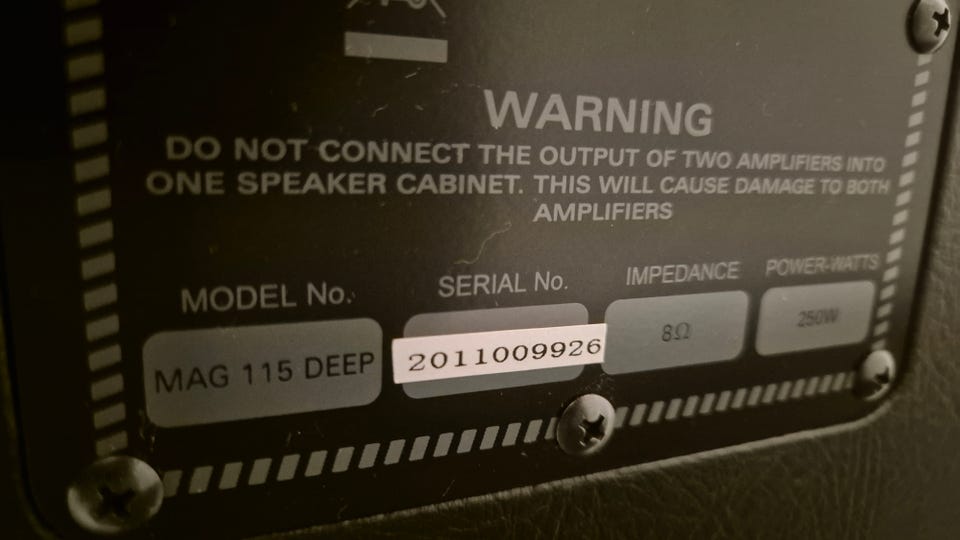 WARNING
DO NOT CONNECT THE OUTPUT OF TWO AMPLIFIERS INTO
ONE SPEAKER CABINET. THIS WILL CAUSE DAMAGE TO BOTH
AMPLIFIERS
MODEL No. SERIAL No. IMPEDANCE POWER-WATTS
MAG 115 DEEP 2011009926 8Ω 250W